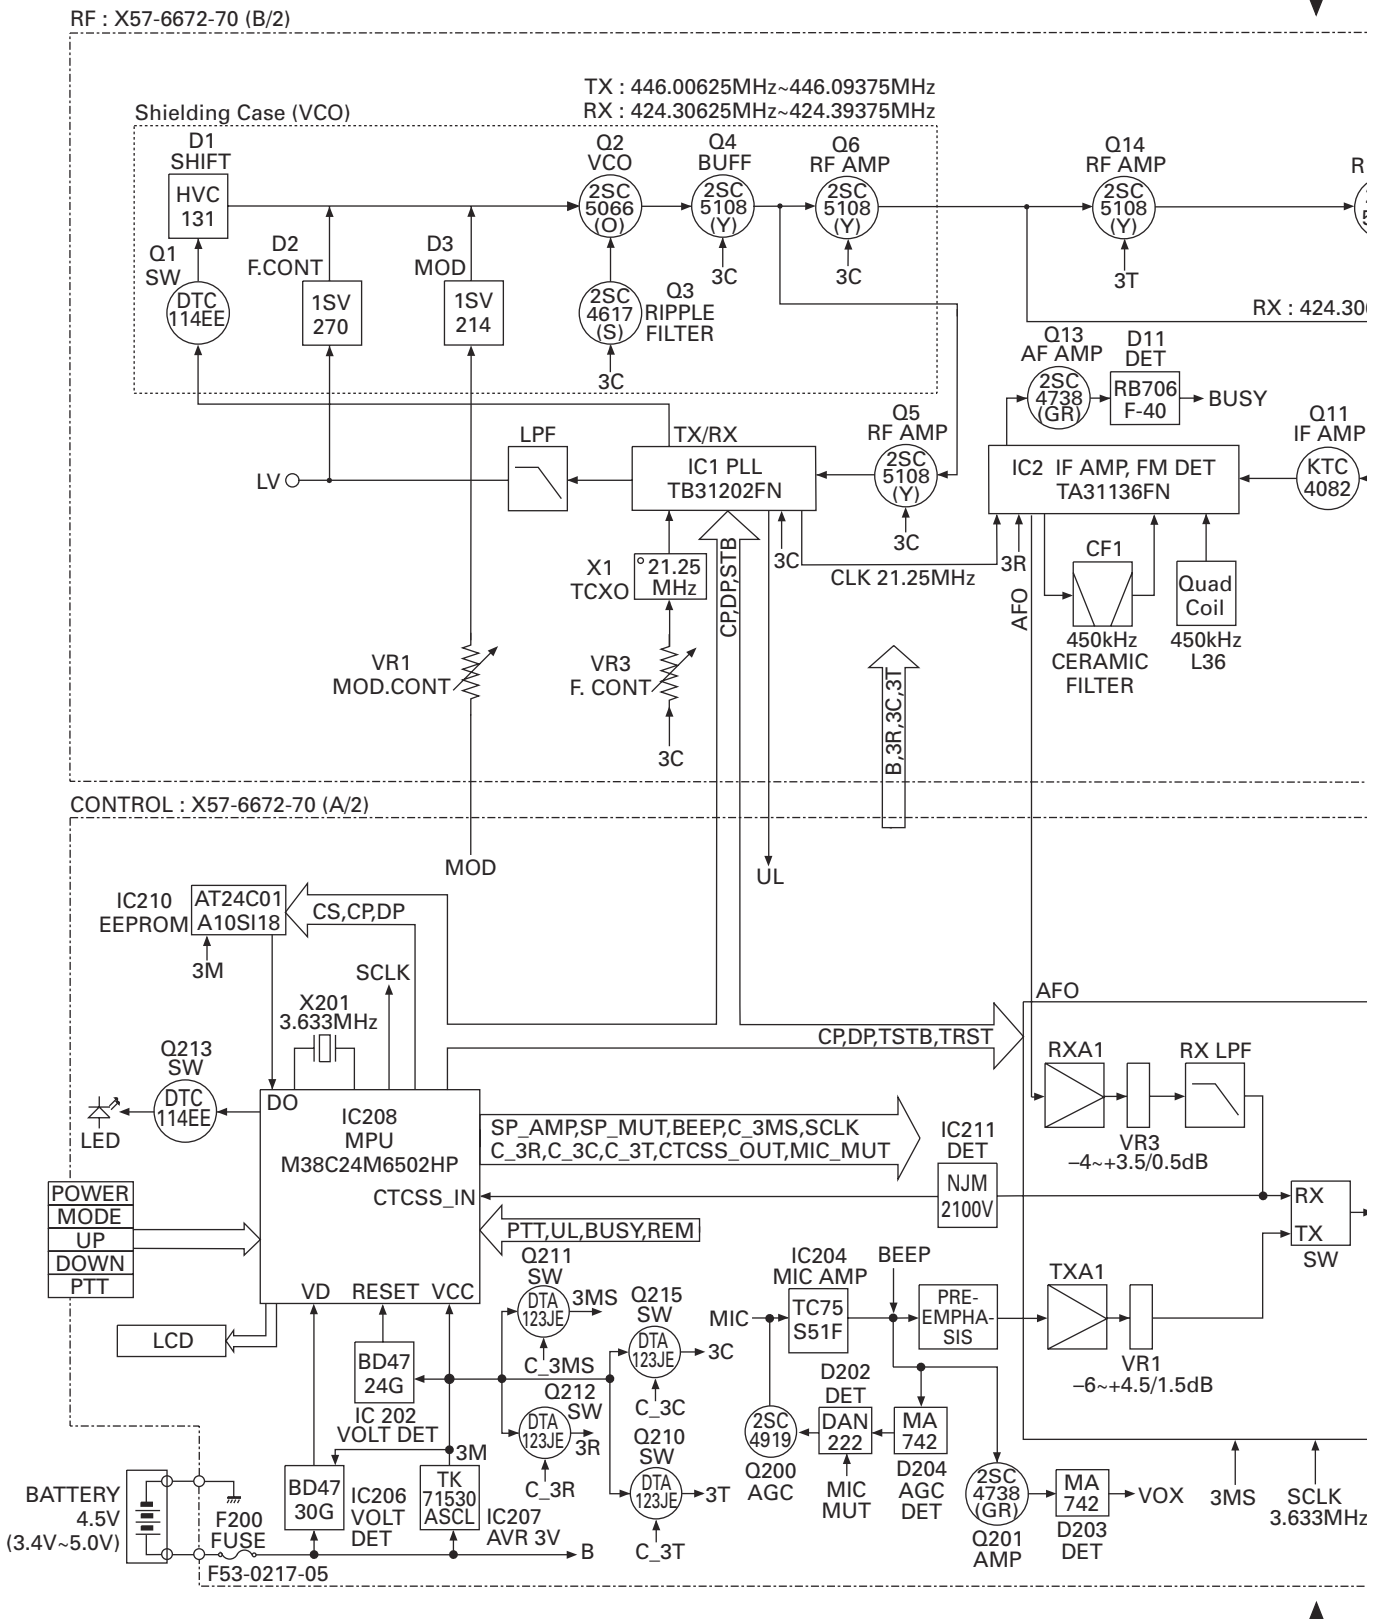 RF : X57-6672-70 (B/2)
TX : 446.00625MHz~446.09375MHz
RX : 424.30625MHz~424.39375MHz
Shielding Case (VCO)
D1
SHIFT
HVC
131
Q1
SW
DTC
114EE
D2
F.CONT
1SV
270
D3
MOD
1SV
214
Q2
VCO
2SC
5066
(O)
Q3
RIPPLE
FILTER
2SC
4617
(S)
3C
Q4
BUFF
2SC
5108
(Y)
3C
Q6
RF AMP
2SC
5108
(Y)
3C
Q14
RF AMP
2SC
5108
(Y)
3T
R
5
RX : 424.30
Q13
AF AMP
2SC
4738
(GR)
D11
DET
RB706
F-40
BUSY
Q11
IF AMP
KTC
4082
LV
LPF
TX/RX
IC1 PLL
TB31202FN
Q5
RF AMP
2SC
5108
(Y)
3C
IC2 IF AMP, FM DET
TA31136FN
X1
TCXO
21.25
MHz
CP,DP,STB
3C
CLK 21.25MHz
3R
AFO
CF1
450kHz
CERAMIC
FILTER
Quad
Coil
450kHz
L36
VR1
MOD.CONT
VR3
F. CONT
3C
B,3R,3C,3T
CONTROL : X57-6672-70 (A/2)
MOD
UL
IC210
EEPROM
AT24C01
A10SI18
3M
CS,CP,DP
SCLK
X201
3.633MHz
Q213
SW
DTC
114EE
LED
DO
IC208
MPU
M38C24M6502HP
CTCSS_IN
VD
RESET
VCC
CP,DP,TSTB,TRST
SP_AMP,SP_MUT,BEEP,C_3MS,SCLK
C_3R,C_3C,C_3T,CTCSS_OUT,MIC_MUT
PTT,UL,BUSY,REM
IC211
DET
NJM
2100V
AFO
RXA1
RX LPF
VR3
–4~+3.5/0.5dB
RX
TX
SW
POWER
MODE
UP
DOWN
PTT
LCD
BD47
24G
IC 202
VOLT DET
Q211
SW
DTA
123JE
3MS
C_3MS
Q215
SW
DTA
123JE
3C
C_3C
Q212
SW
DTA
123JE
3R
C_3R
Q210
SW
DTA
123JE
3T
C_3T
MIC
IC204
MIC AMP
TC75
S51F
BEEP
PRE-
EMPHA-
SIS
TXA1
VR1
–6~+4.5/1.5dB
2SC
4919
Q200
AGC
D202
DET
DAN
222
MIC
MUT
MA
742
D204
AGC
DET
2SC
4738
(GR)
Q201
AMP
MA
742
D203
DET
VOX
3MS
SCLK
3.633MHz
BATTERY
4.5V
(3.4V~5.0V)
F200
FUSE
F53-0217-05
BD47
30G
IC206
VOLT
DET
3M
TK
71530
ASCL
IC207
AVR 3V
B